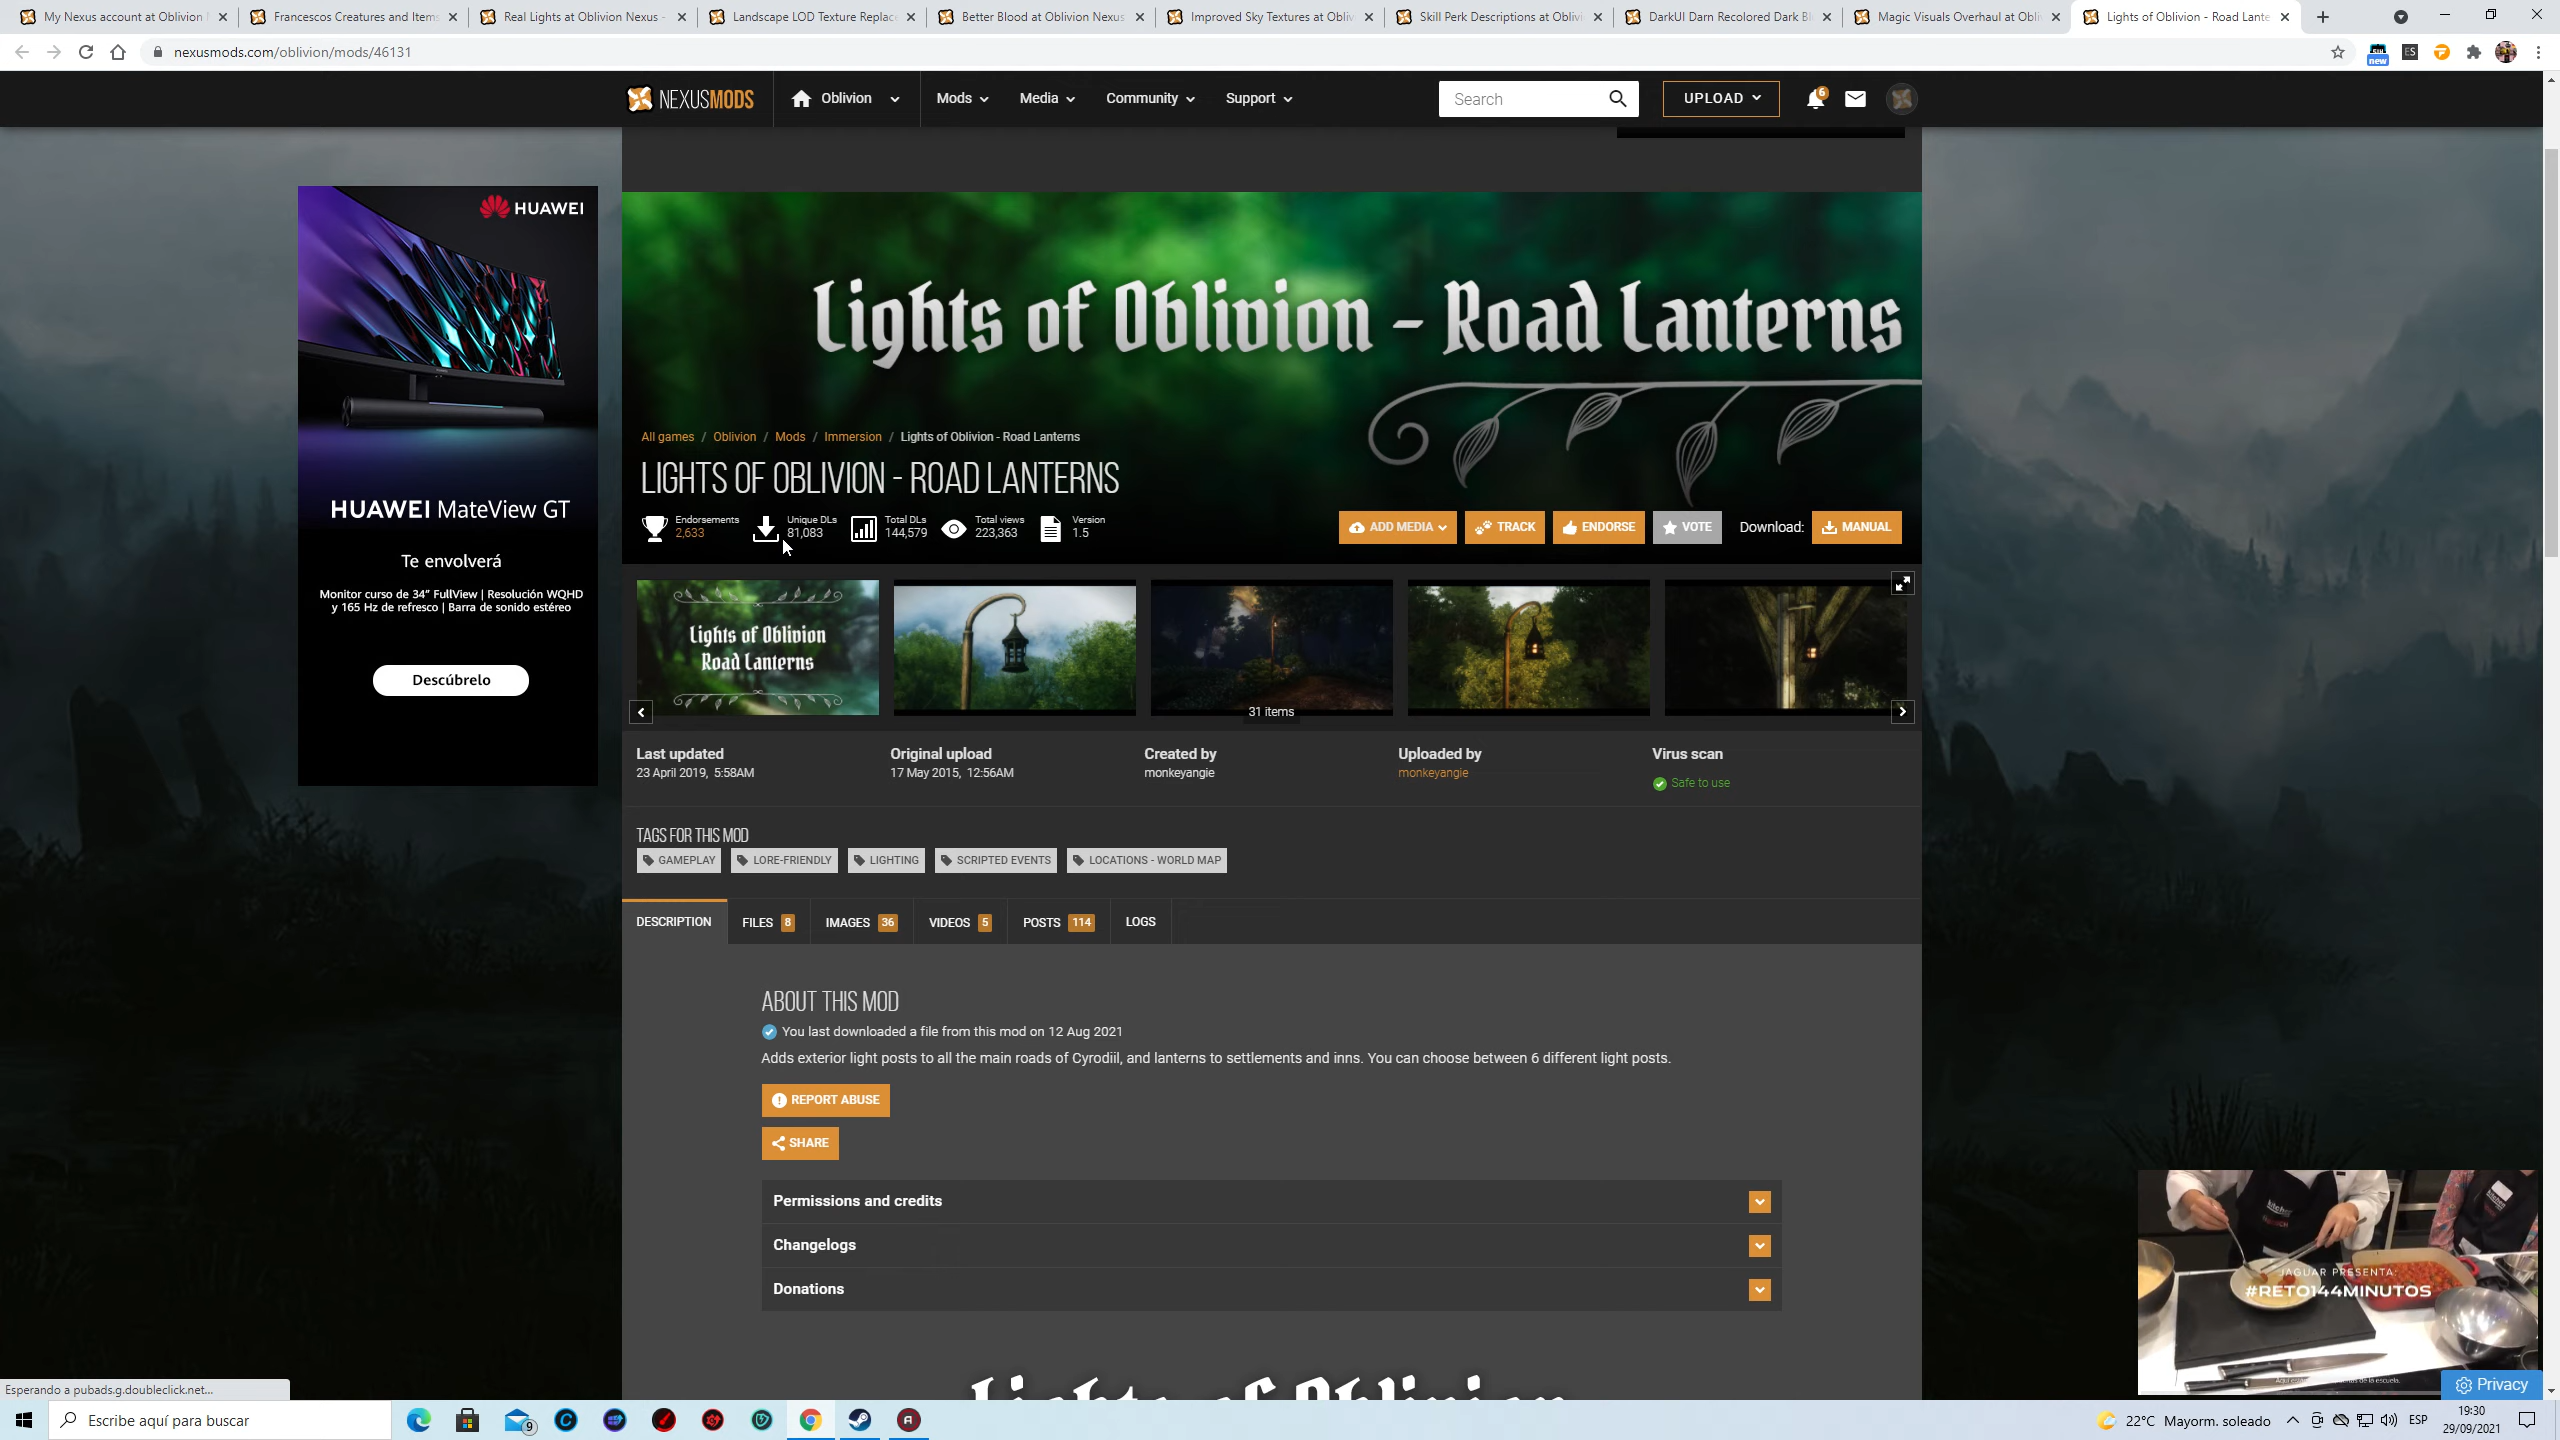 My Nexus account at Oblivion
Francescos Creatures and Items
Real Lights at Oblivion Nexus -
Landscape LOD Texture Replac
Better Blood at Oblivion Nexus
Improved Sky Textures at Obliv
Skill Perk Descriptions at Oblivi
DarkUI Darn Recolored Dark B
Magic Visuals Overhaul at Obli
Lights of Oblivion - Road Lante
nexusmods.com/oblivion/mods/46131
ES
new
NEXUSMODS
Oblivion
Mods
Media
Community
Support
Search
UPLOAD
6
HUAWEI
HUAWEI MateView GT
Te envolverá
Monitor curso de 34" FullView | Resolución WQHD
y 165 Hz de refresco | Barra de sonido estéreo
Descúbrelo
Lights of Oblivion - Road Lanterns
All games / Oblivion / Mods / Immersion / Lights of Oblivion - Road Lanterns
LIGHTS OF OBLIVION - ROAD LANTERNS
Endorsements
2,633
Unique DLs
81,083
Total DLs
144,579
Total views
223,363
Version
1.5
ADD MEDIA
TRACK
ENDORSE
VOTE
Download:
MANUAL
Lights of Oblivion
Road Lanterns
31 items
Last updated
23 April 2019, 5:58AM
Original upload
17 May 2015, 12:56AM
Created by
monkeyangie
Uploaded by
monkeyangie
Virus scan
Safe to use
TAGS FOR THIS MOD
GAMEPLAY
LORE-FRIENDLY
LIGHTING
SCRIPTED EVENTS
LOCATIONS - WORLD MAP
DESCRIPTION
FILES 8
IMAGES 36
VIDEOS 5
POSTS 114
LOGS
ABOUT THIS MOD
You last downloaded a file from this mod on 12 Aug 2021
Adds exterior light posts to all the main roads of Cyrodiil, and lanterns to settlements and inns. You can choose between 6 different light posts.
REPORT ABUSE
SHARE
Permissions and credits
Changelogs
Donations
Lights of Oblivion
JAGUAR PRESENTA:
#RETO144MINUTOS
Privacy
Esperando a pubads.g.doubleclick.net...
Escribe aquí para buscar
9
22°C Mayorm. soleado
ESP
19:30
29/09/2021